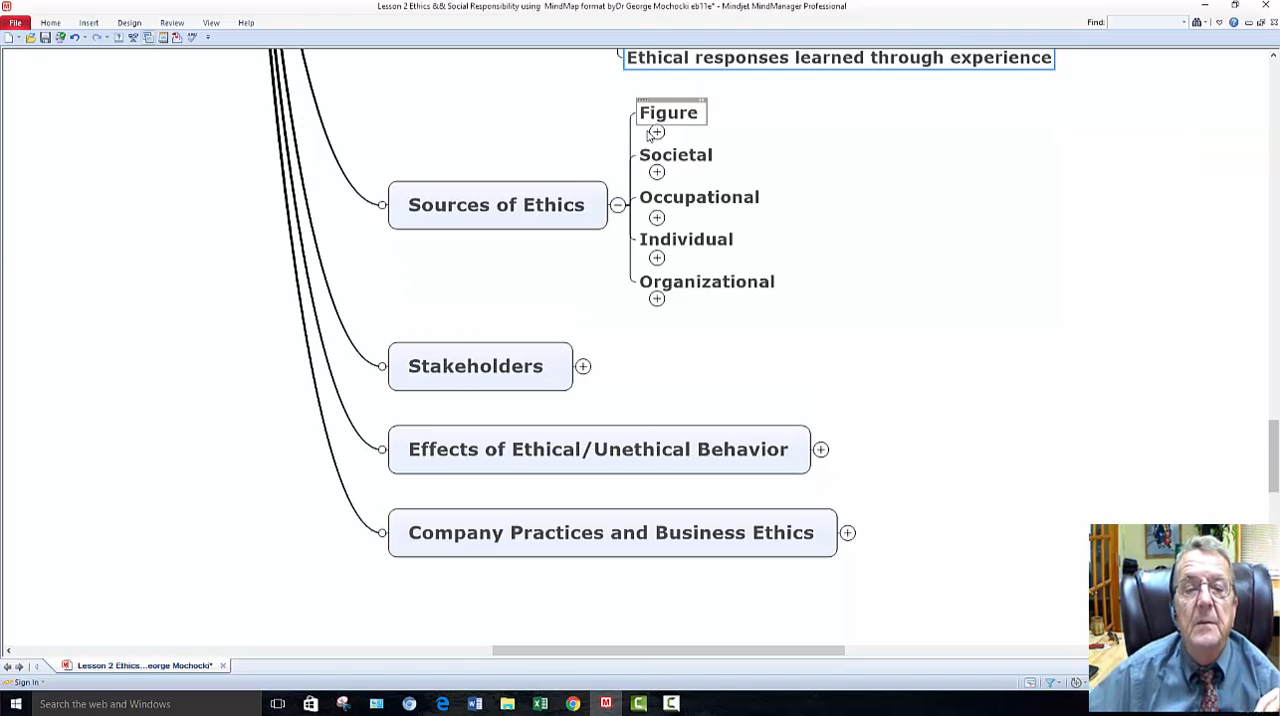 Lesson 2 Ethics && Social Responsibility using MindMap format byDr George Mochocki eb11e* - Mindjet MindManager Professional
File Home Insert Design Review View Help Find:
Ethical responses learned through experience
Figure
Societal
Occupational
Sources of Ethics
Individual
Organizational
Stakeholders
Effects of Ethical/Unethical Behavior
Company Practices and Business Ethics
Lesson 2 Ethics...eorge Mochocki*
Sign In
Search the web and Windows